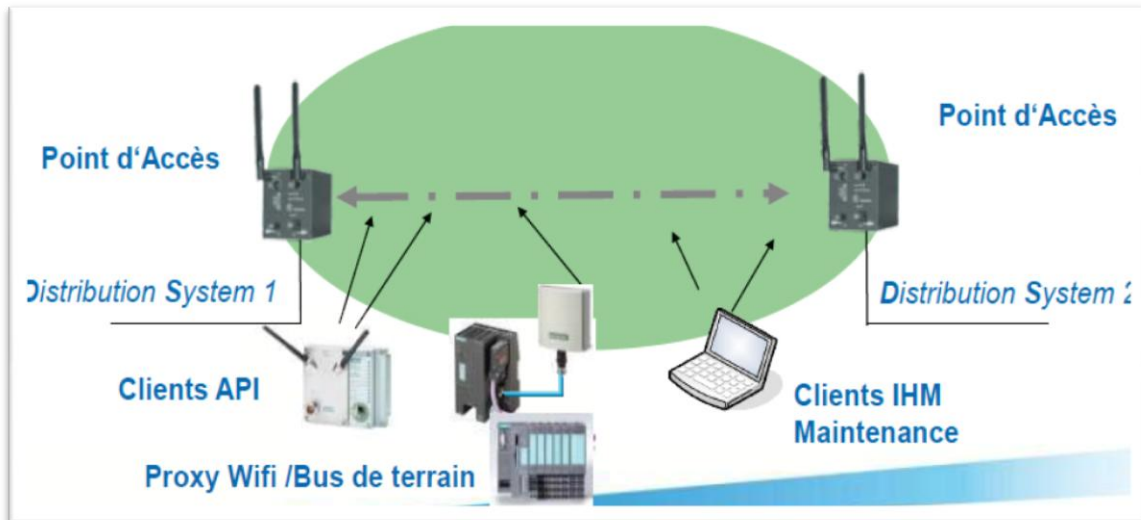 Point d'Accès
Point d'Accès
Distribution System 1
Distribution System 2
Clients API
Clients IHM
Maintenance
Proxy Wifi /Bus de terrain